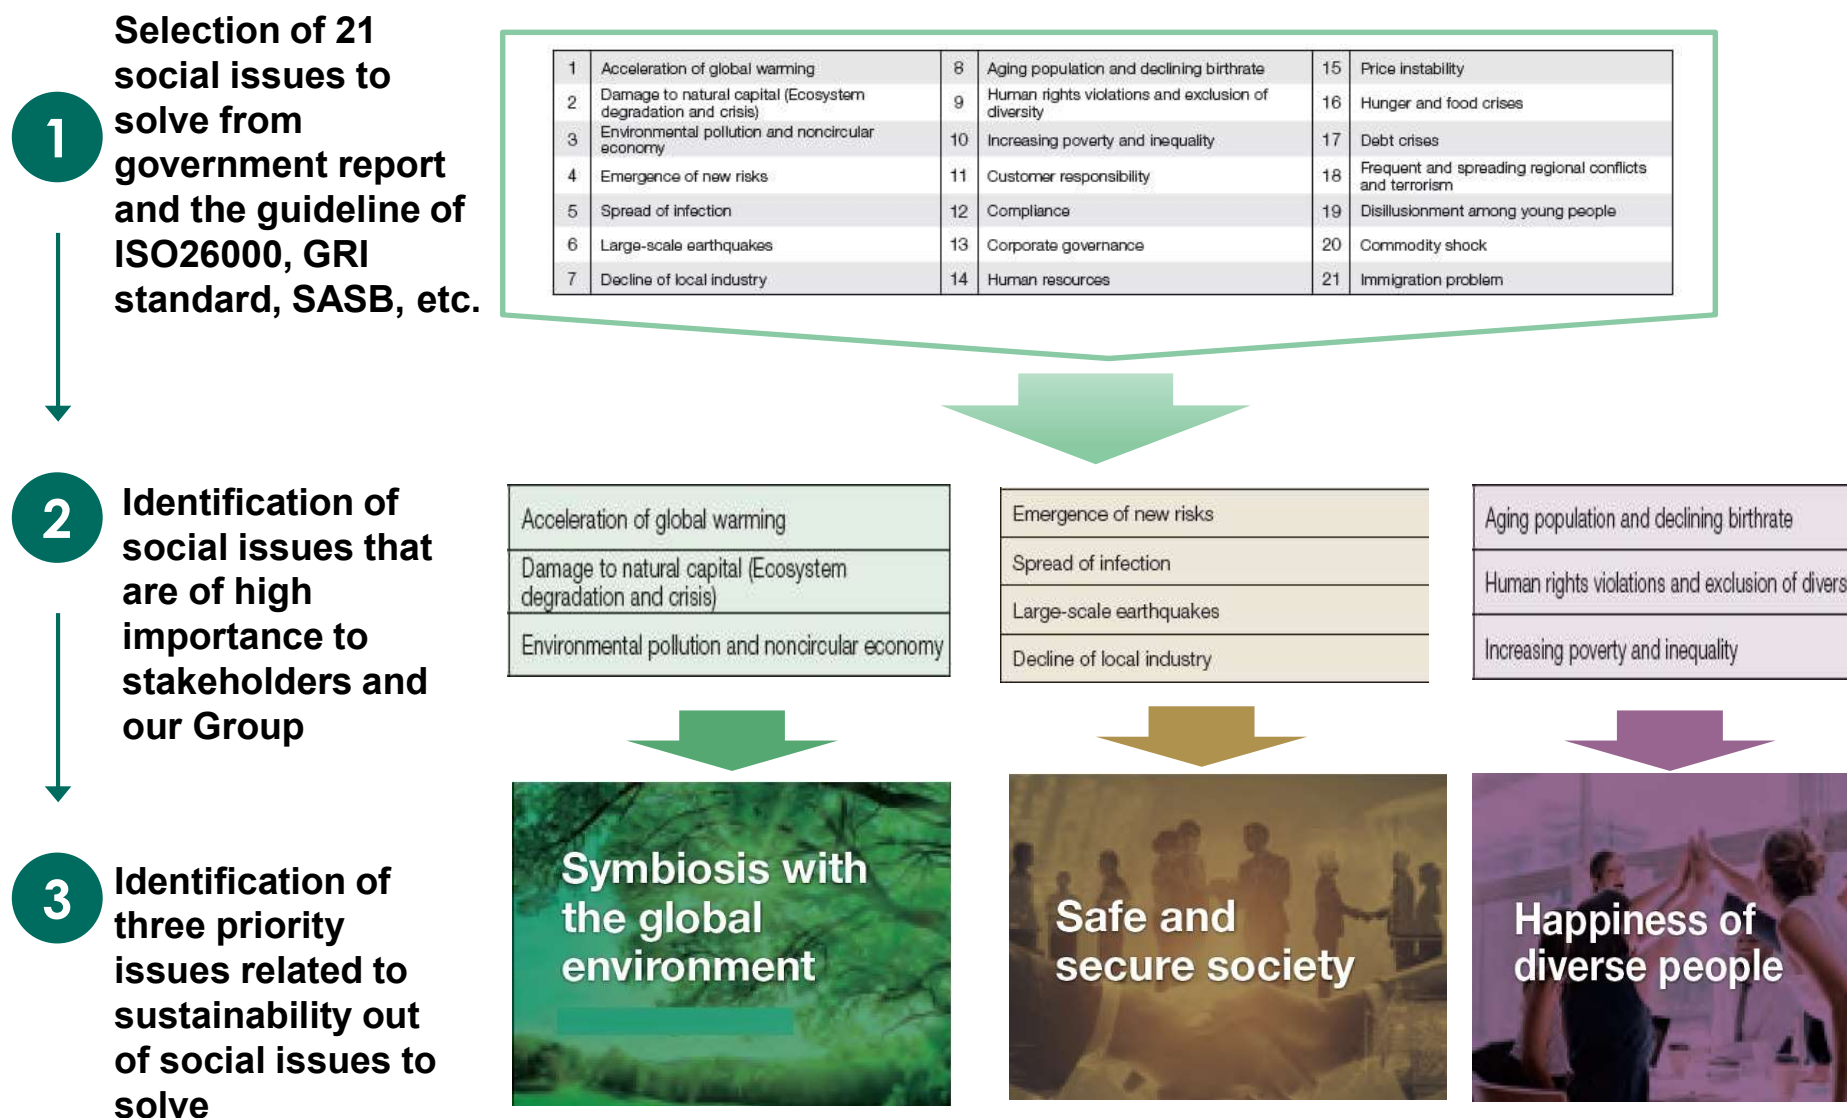 1
Selection of 21
social issues to
solve from
government report
and the guideline of
ISO26000, GRI
standard, SASB, etc.
1 Acceleration of global warming
2 Damage to natural capital (Ecosystem
degradation and crisis)
3 Environmental pollution and noncircular
economy
4 Emergence of new risks
5 Spread of infection
6 Large-scale earthquakes
7 Decline of local industry
8 Aging population and declining birthrate
9 Human rights violations and exclusion of
diversity
10 Increasing poverty and inequality
11 Customer responsibility
12 Compliance
13 Corporate governance
14 Human resources
15 Price instability
16 Hunger and food crises
17 Debt crises
18 Frequent and spreading regional conflicts
and terrorism
19 Disillusionment among young people
20 Commodity shock
21 Immigration problem
2
Identification of
social issues that
are of high
importance to
stakeholders and
our Group
Acceleration of global warming
Damage to natural capital (Ecosystem
degradation and crisis)
Environmental pollution and noncircular economy
Emergence of new risks
Spread of infection
Large-scale earthquakes
Decline of local industry
Aging population and declining birthrate
Human rights violations and exclusion of divers
Increasing poverty and inequality
3
Identification of
three priority
issues related to
sustainability out
of social issues to
solve
Symbiosis with
the global
environment
Safe and
secure society
Happiness of
diverse people